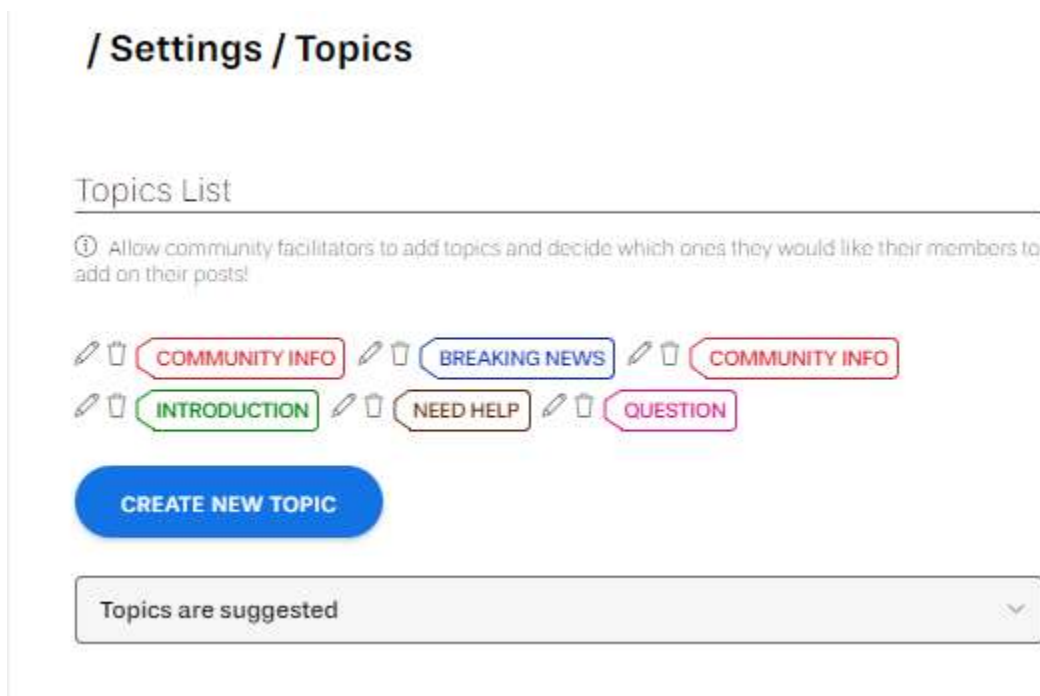 / Settings / Topics
Topics List
Allow community facilitators to add topics and decide which ones they would like their members to
add on their posts!
COMMUNITY INFO BREAKING NEWS COMMUNITY INFO
INTRODUCTION NEED HELP QUESTION
CREATE NEW TOPIC
Topics are suggested